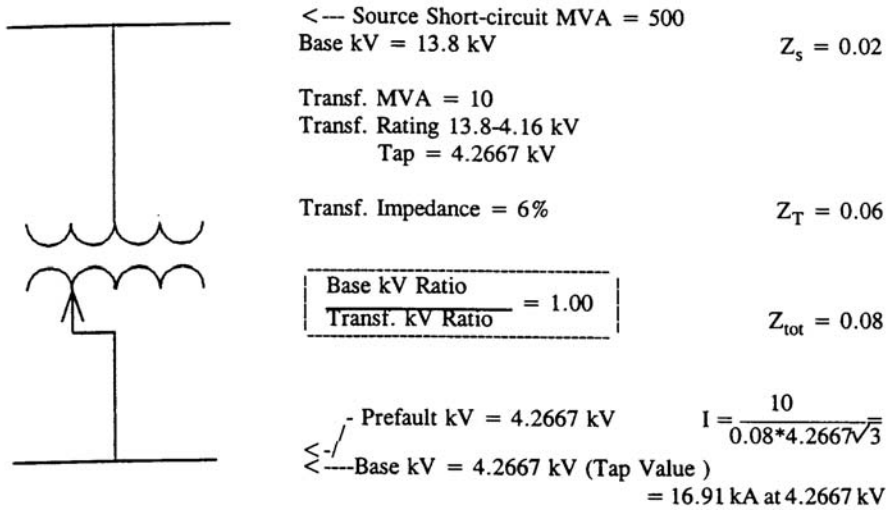 <--- Source Short-circuit MVA = 500
Base kV = 13.8 kV
Z_s = 0.02
Transf. MVA = 10
Transf. Rating 13.8-4.16 kV
Tap = 4.2667 kV
Transf. Impedance = 6%
Z_T = 0.06
Base kV Ratio
Transf. kV Ratio
= 1.00
Z_tot = 0.08
Prefault kV = 4.2667 kV
I = 10
0.08*4.2667√3
=
<----Base kV = 4.2667 kV (Tap Value )
= 16.91 kA at 4.2667 kV